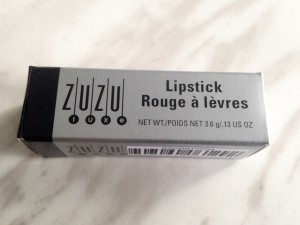 ZUZU
LUXE
Lipstick
Rouge à lèvres
NET WT/POIDS NET 3.6 g/.13 US OZ